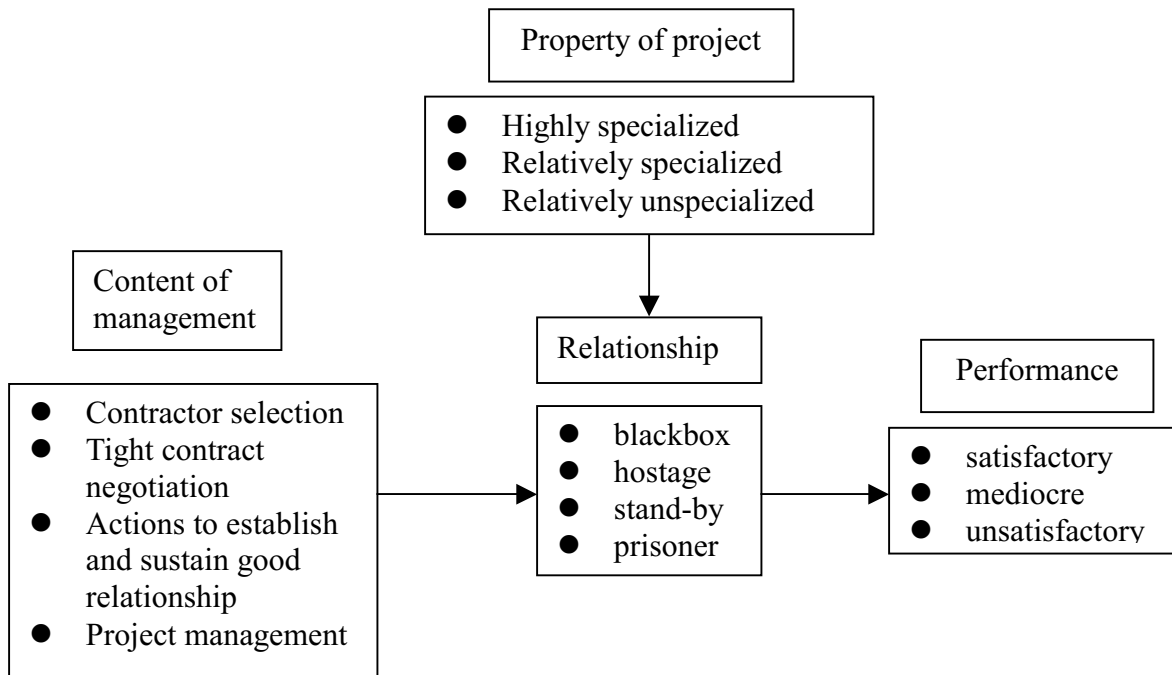 Property of project
● Highly specialized
● Relatively specialized
● Relatively unspecialized
Content of
management
● Contractor selection
● Tight contract
negotiation
● Actions to establish
and sustain good
relationship
● Project management
Relationship
● blackbox
● hostage
● stand-by
● prisoner
Performance
● satisfactory
● mediocre
● unsatisfactory